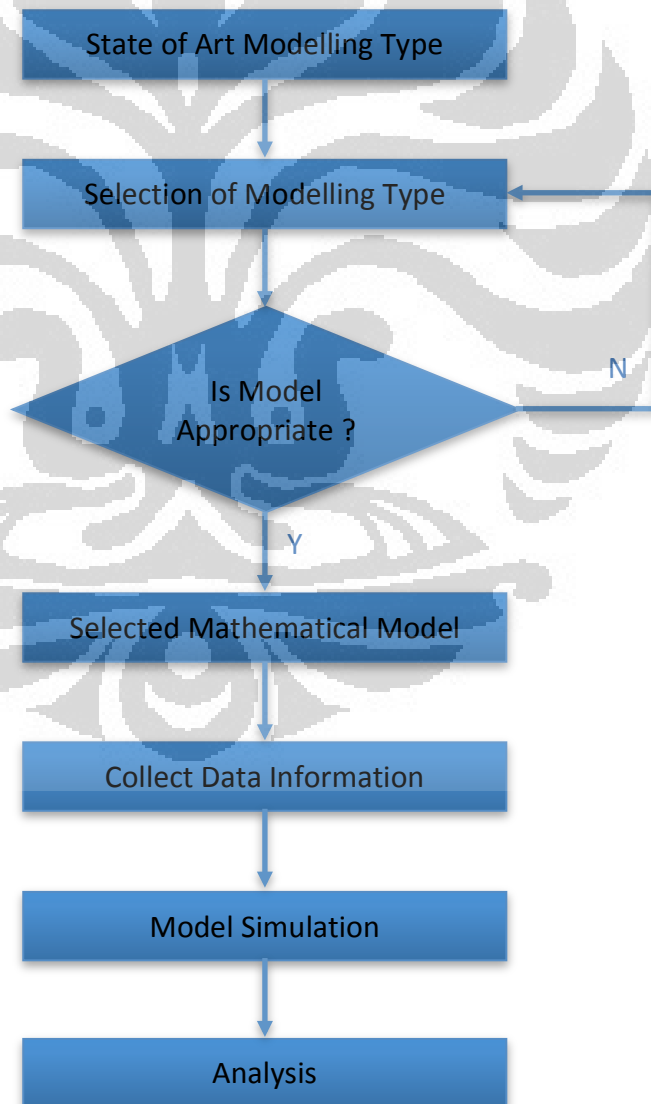 State of Art Modelling Type
Selection of Modelling Type
Is Model
Appropriate ?
N
Y
Selected Mathematical Model
Collect Data Information
Model Simulation
Analysis